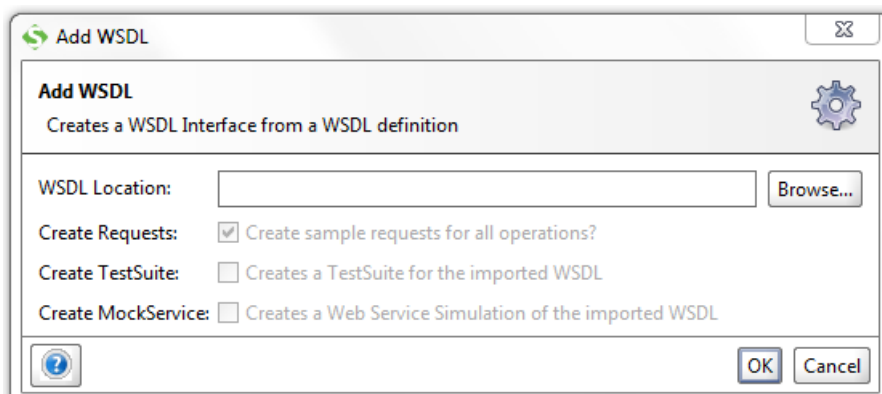 Add WSDL
Add WSDL
Creates a WSDL Interface from a WSDL definition
WSDL Location: Browse...
Create Requests: Create sample requests for all operations?
Create TestSuite: Creates a TestSuite for the imported WSDL
Create MockService: Creates a Web Service Simulation of the imported WSDL
? OK Cancel